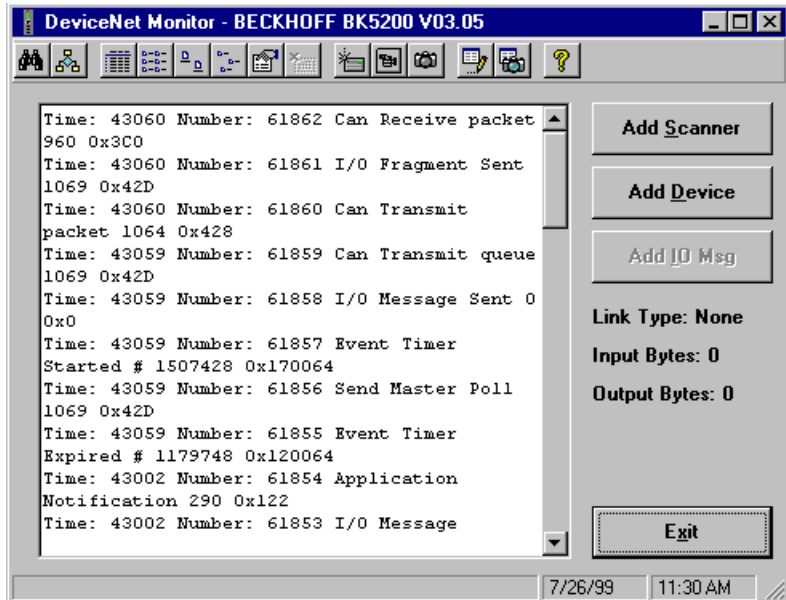 DeviceNet Monitor - BECKHOFF BK5200 V03.05
Time: 43060 Number: 61862 Can Receive packet
960 0x3C0
Time: 43060 Number: 61861 I/O Fragment Sent
1069 0x42D
Time: 43060 Number: 61860 Can Transmit
packet 1064 0x428
Time: 43059 Number: 61859 Can Transmit queue
1069 0x42D
Time: 43059 Number: 61858 I/O Message Sent 0
0x0
Time: 43059 Number: 61857 Event Timer
Started # 1507428 0x170064
Time: 43059 Number: 61856 Send Master Poll
1069 0x42D
Time: 43059 Number: 61855 Event Timer
Expired # 1179748 0x120064
Time: 43002 Number: 61854 Application
Notification 290 0x122
Time: 43002 Number: 61853 I/O Message
Add Scanner
Add Device
Add IO Msg
Link Type: None
Input Bytes: 0
Output Bytes: 0
Exit
7/26/99
11:30 AM